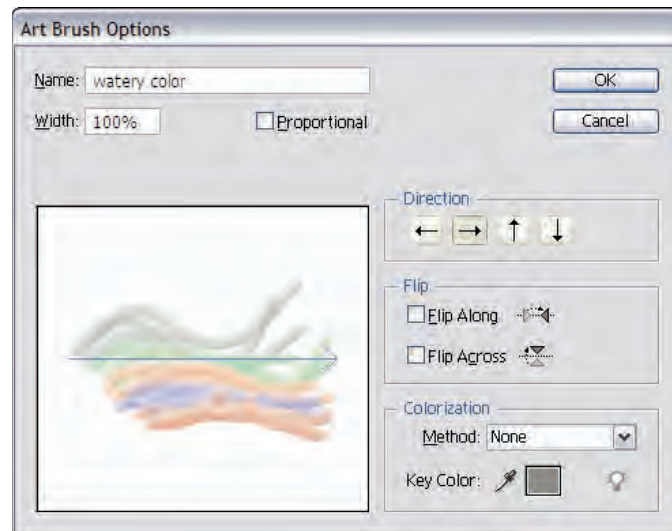 Art Brush Options
Name: watery color
OK
Width: 100%
Proportional
Cancel
Direction
Flip
Flip Along
Flip Across
Colorization
Method: None
Key Color: